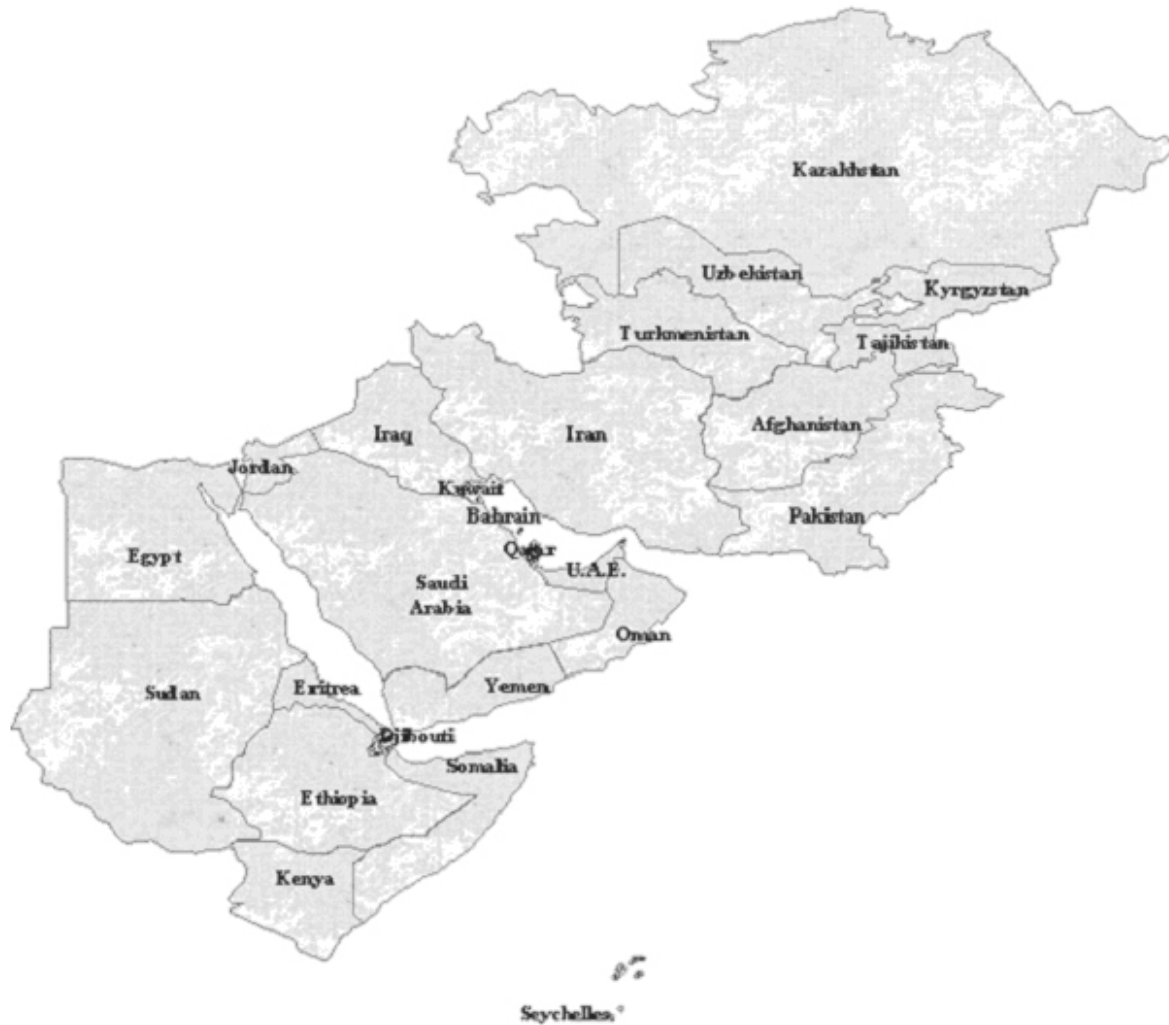 Kazakhstan
Uzbekistan
Kyrgyzstan
Turkmenistan
Tajikistan
Afghanistan
Iraq
Iran
Jordan
Kuwait
Bahrain
Pakistan
Qatar
Egypt
U.A.E.
Saudi
Arabia
Oman
Sudan
Eritrea
Yemen
Djibouti
Somalia
Ethiopia
Kenya
Seychelles